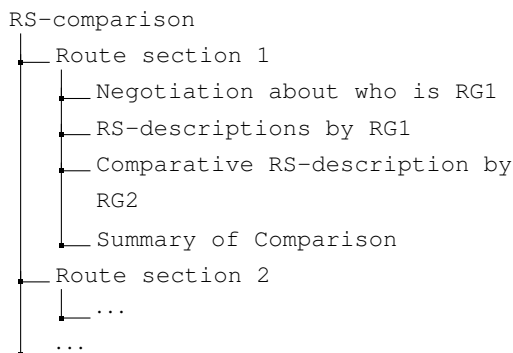 RS-comparison
Route section 1
Negotiation about who is RG1
RS-descriptions by RG1
Comparative RS-description by
RG2
Summary of Comparison
Route section 2
...
...